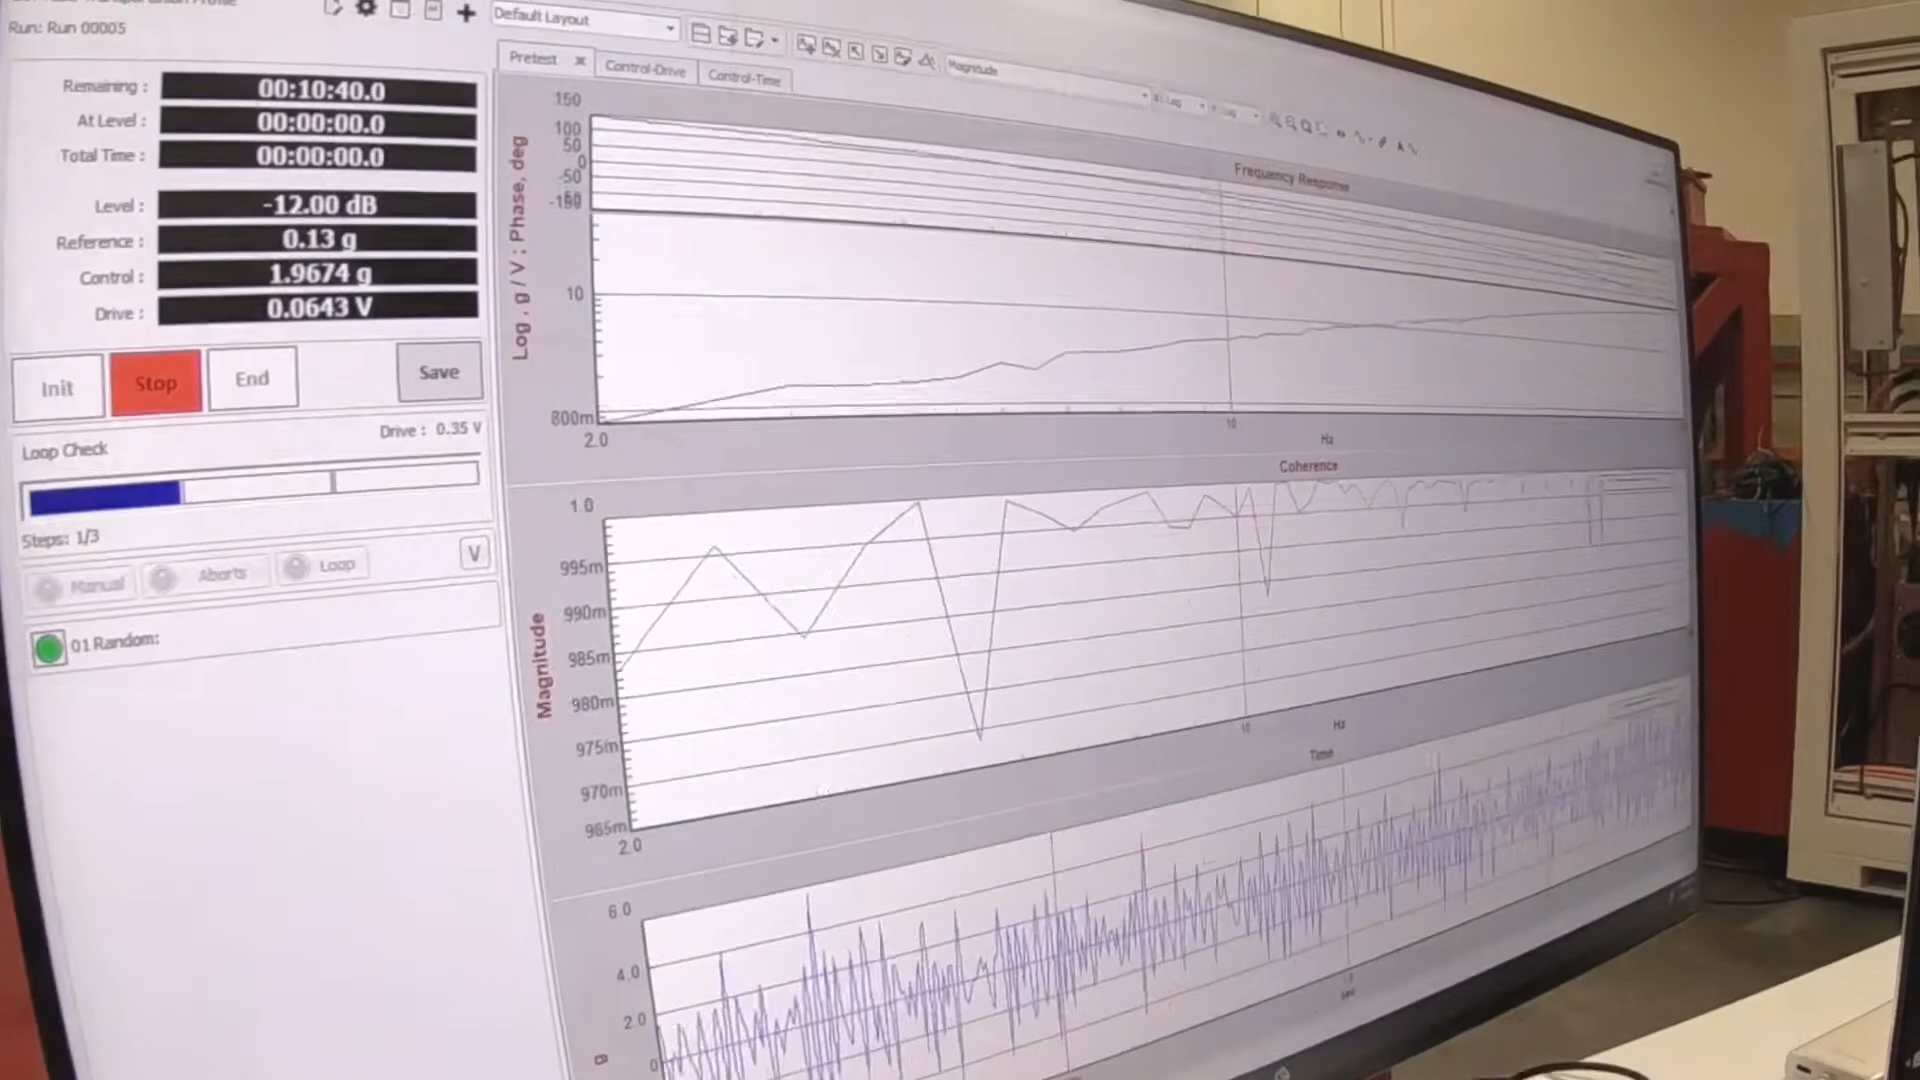 Run: Run 00005
Default Layout
Pretest
Control-Drive
Control-Time
Magnitude
Remaining : 00:10:40.0
At Level : 00:00:00.0
Total Time : 00:00:00.0
Level : -12.00 dB
Reference : 0.13 g
Control : 1.9674 g
Drive : 0.0643 V
Init
Stop
End
Save
Loop Check
Drive : 0.35 V
Steps: 1/3
Manual
Aborts
Loop
V
01 Random:
Frequency Response
Log , g / V ; Phase, deg
150
100
50
0
-50
10
800m
2.0
10
Hz
Coherence
Magnitude
1.0
995m
990m
985m
980m
975m
970m
965m
2.0
10
Hz
Time
6.0
4.0
2.0
0